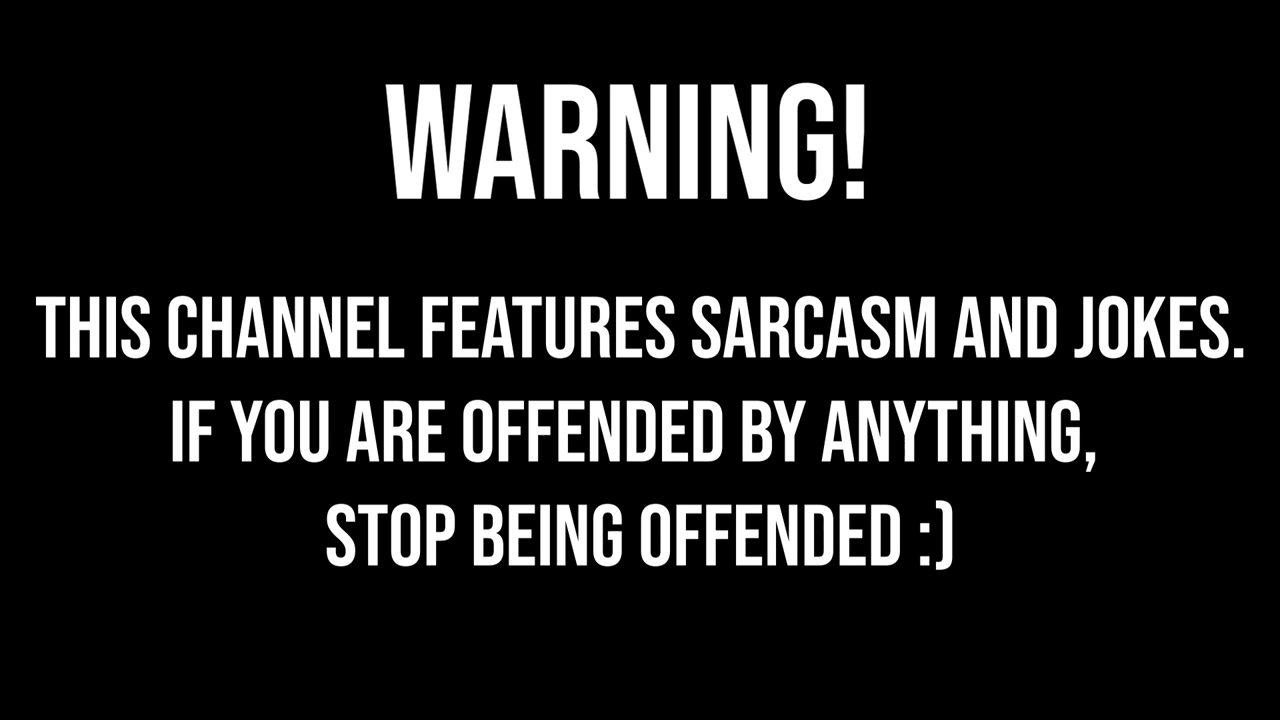 WARNING!
THIS CHANNEL FEATURES SARCASM AND JOKES.
IF YOU ARE OFFENDED BY ANYTHING,
STOP BEING OFFENDED :)